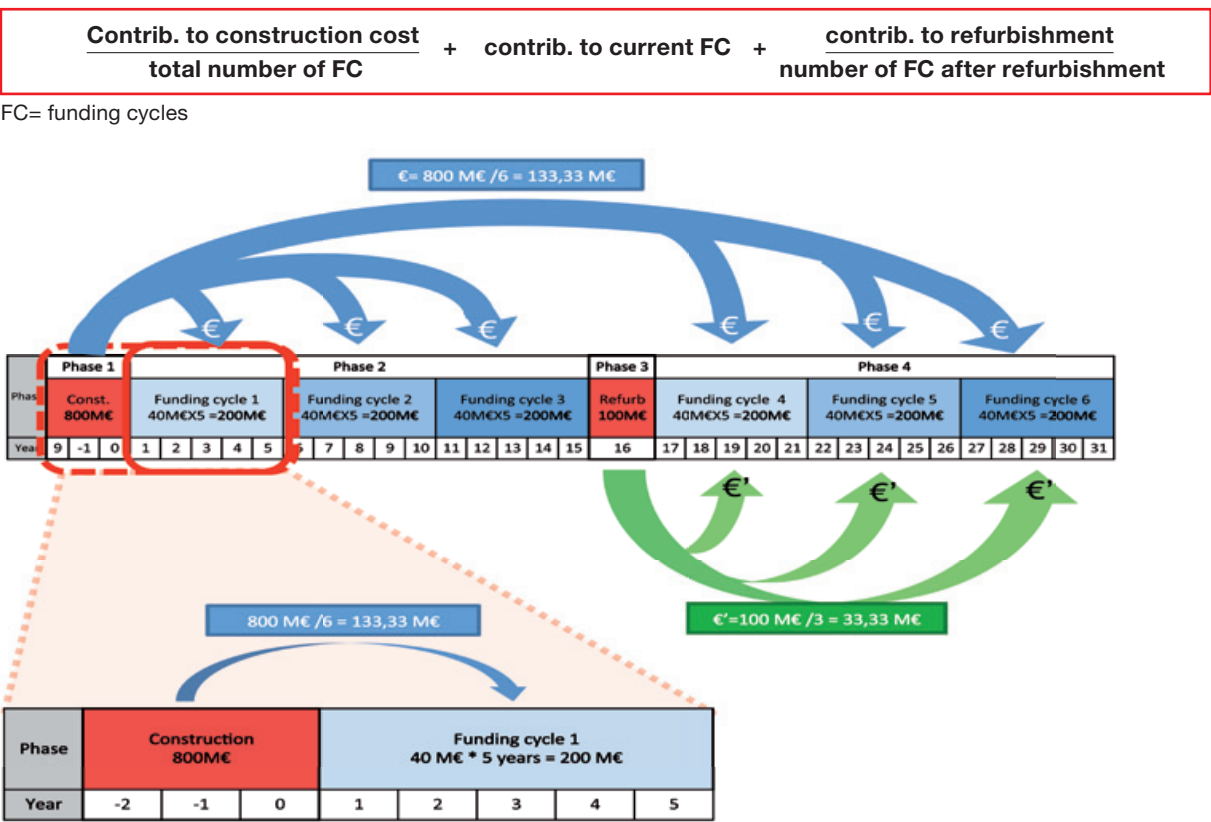 Contrib. to construction cost
total number of FC
+ contrib. to current FC +
contrib. to refurbishment
number of FC after refurbishment
FC= funding cycles
€= 800 M€ /6 = 133,33 M€
€ € € € € €
Phase 1 Phase 2 Phase 3 Phase 4
Phas
Const.
800M€
Funding cycle 1
40M€X5 =200M€
Funding cycle 2
40M€X5 =200M€
Funding cycle 3
40M€X5 =200M€
Refurb
100M€
Funding cycle 4
40M€X5 =200M€
Funding cycle 5
40M€X5 =200M€
Funding cycle 6
40M€X5 =200M€
Year 9 -1 0 1 2 3 4 5 7 8 9 10 11 12 13 14 15 16 17 18 19 20 21 22 23 24 25 26 27 28 29 30 31
€' €' €'
800 M€ /6 = 133,33 M€
€'=100 M€ /3 = 33,33 M€
Phase
Construction
800M€
Funding cycle 1
40 M€ * 5 years = 200 M€
Year -2 -1 0 1 2 3 4 5